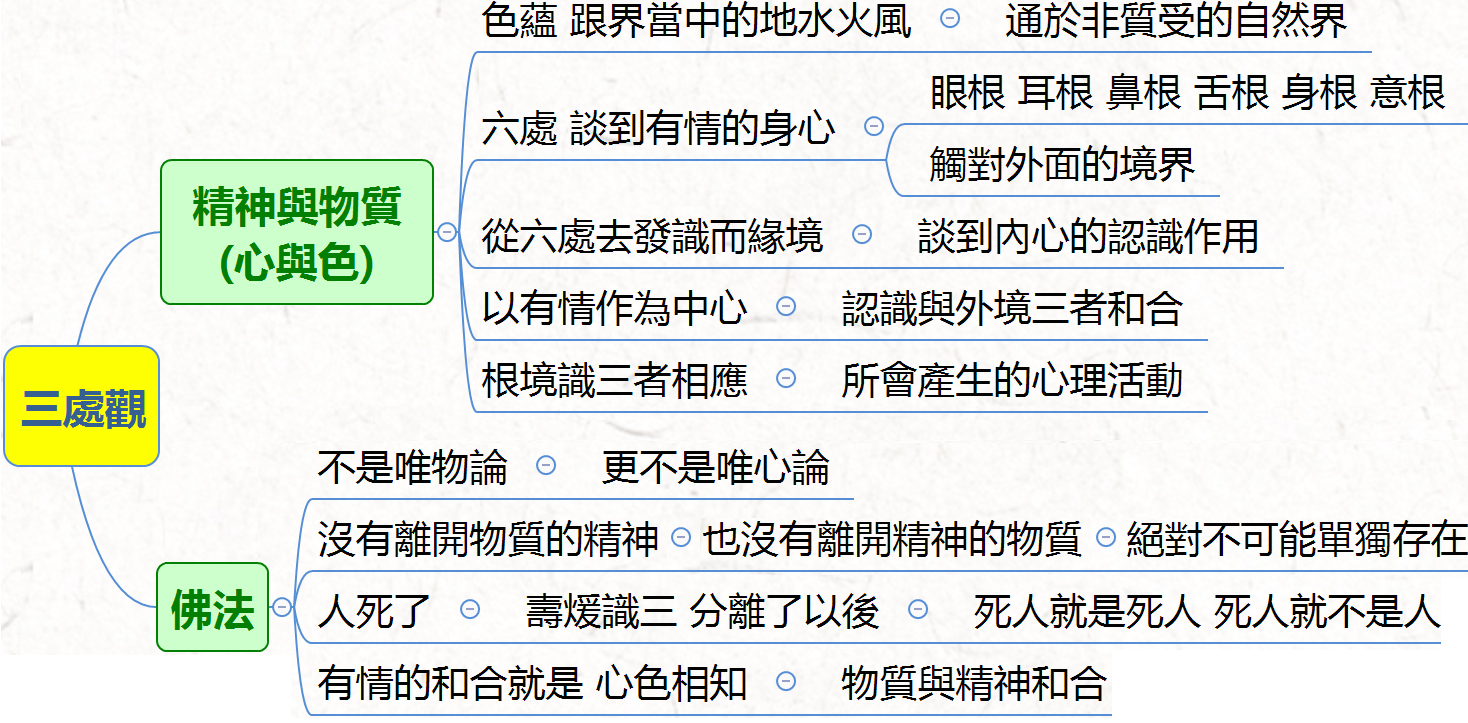 色蘊 跟界當中的地水火風 通於非質受的自然界
六處 談到有情的身心
眼根 耳根 鼻根 舌根 身根 意根
觸對外面的境界
精神與物質
(心與色)
從六處去發識而緣境 談到內心的認識作用
以有情作為中心 認識與外境三者和合
根境識三者相應 所會產生的心理活動
三處觀
不是唯物論 更不是唯心論
沒有離開物質的精神 也沒有離開精神的物質 絕對不可能單獨存在
佛法
人死了 壽煖識三 分離了以後 死人就是死人 死人就不是人
有情的和合就是 心色相知 物質與精神和合